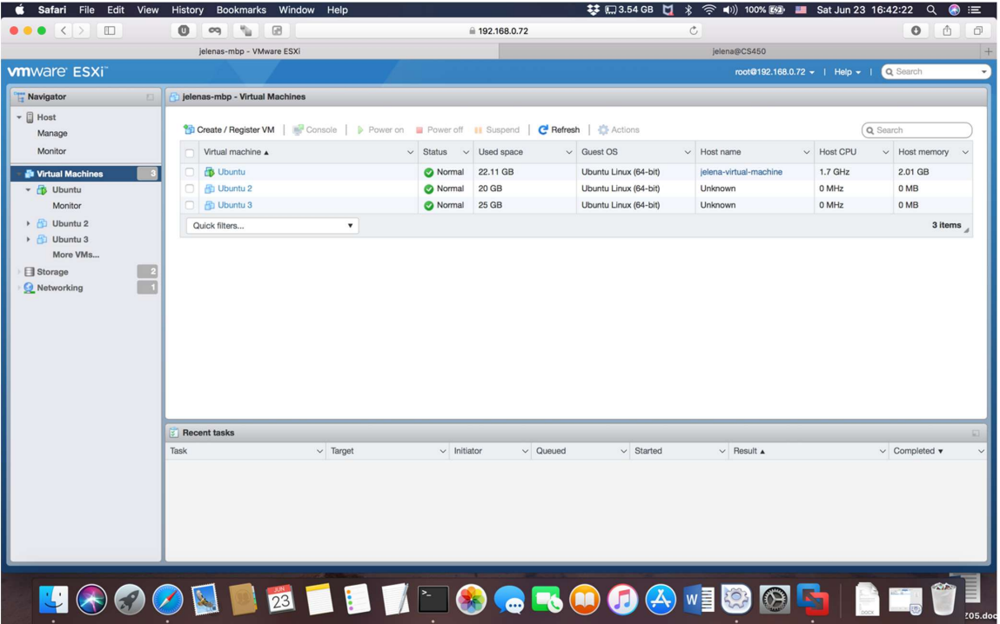 Safari File Edit View History Bookmarks Window Help 3.54 GB 100% Sat Jun 23 16:42:22
192.168.0.72
jelenas-mbp - VMware ESXi jelena@CS450
vmware ESXi™ root@192.168.0.72 | Help | Search
Navigator
Host
Manage
Monitor
Virtual Machines 3
Ubuntu
Monitor
Ubuntu 2
Ubuntu 3
More VMs...
Storage 2
Networking 1
jelenas-mbp - Virtual Machines
Create / Register VM | Console | Power on Power off Suspend | Refresh | Actions Search
Virtual machine Status Used space Guest OS Host name Host CPU Host memory
Ubuntu Normal 22.11 GB Ubuntu Linux (64-bit) jelena-virtual-machine 1.7 GHz 2.01 GB
Ubuntu 2 Normal 20 GB Ubuntu Linux (64-bit) Unknown 0 MHz 0 MB
Ubuntu 3 Normal 25 GB Ubuntu Linux (64-bit) Unknown 0 MHz 0 MB
Quick filters... 3 items
Recent tasks
Task Target Initiator Queued Started Result Completed
JUN
23
W
DOCX
Z05.doc